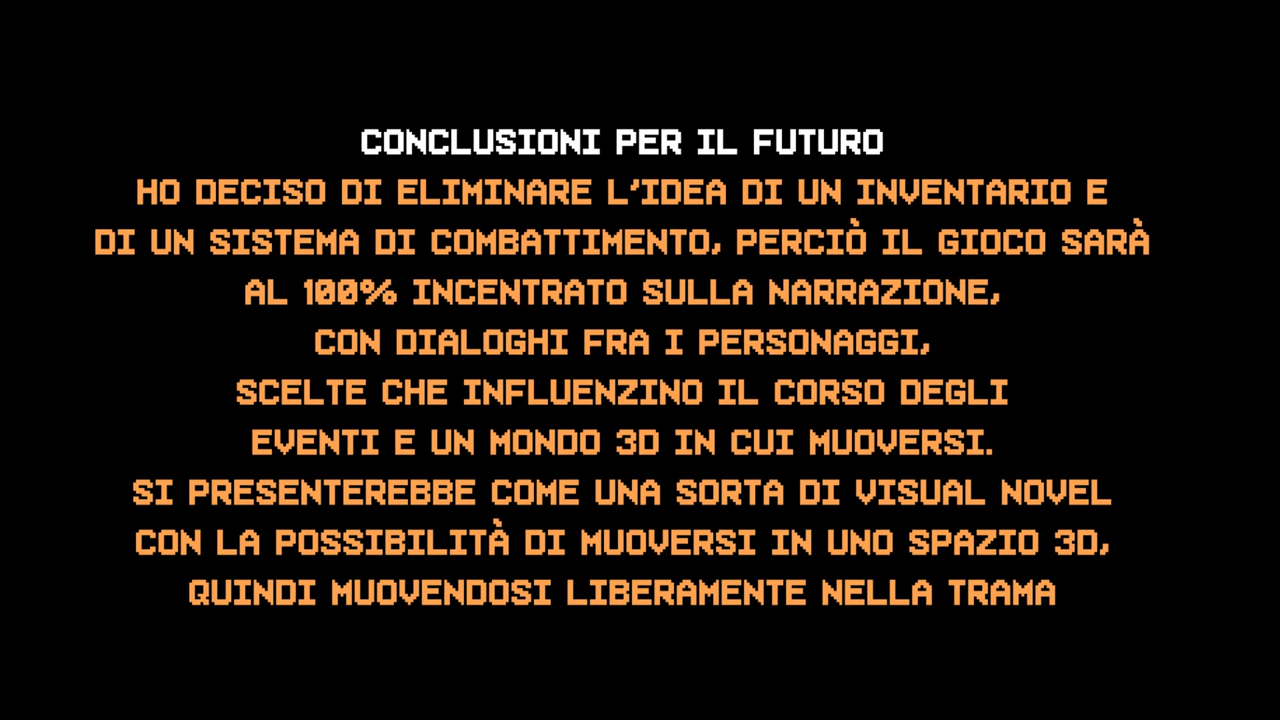 CONCLUSIONI PER IL FUTURO
HO DECISO DI ELIMINARE L'IDEA DI UN INVENTARIO E
DI UN SISTEMA DI COMBATTIMENTO, PERCIÒ IL GIOCO SARÀ
AL 100% INCENTRATO SULLA NARRAZIONE,
CON DIALOGHI FRA I PERSONAGGI,
SCELTE CHE INFLUENZINO IL CORSO DEGLI
EVENTI E UN MONDO 3D IN CUI MUOVERSI.
SI PRESENTEREBBE COME UNA SORTA DI VISUAL NOVEL
CON LA POSSIBILITÀ DI MUOVERSI IN UNO SPAZIO 3D,
QUINDI MUOVENDOSI LIBERAMENTE NELLA TRAMA